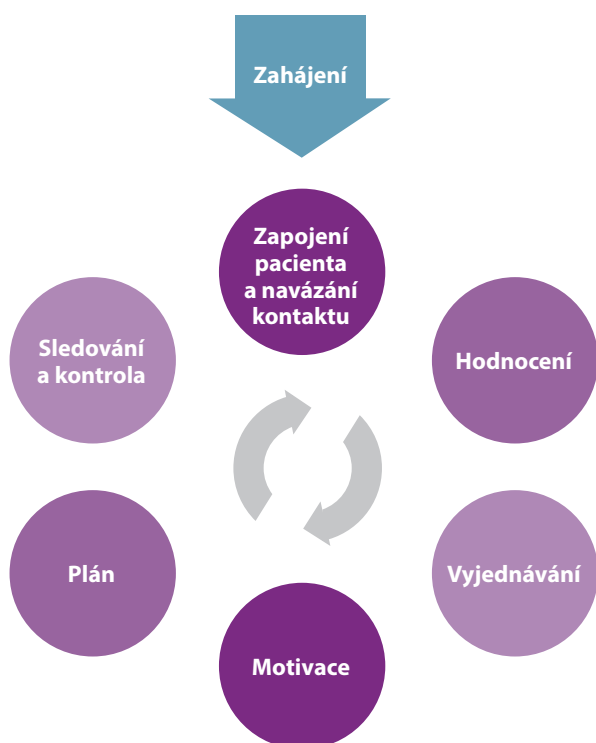 Zahájení
Zapojení
pacienta
a navázání
kontaktu
Hodnocení
Vyjednávání
Motivace
Plán
Sledování
a kontrola